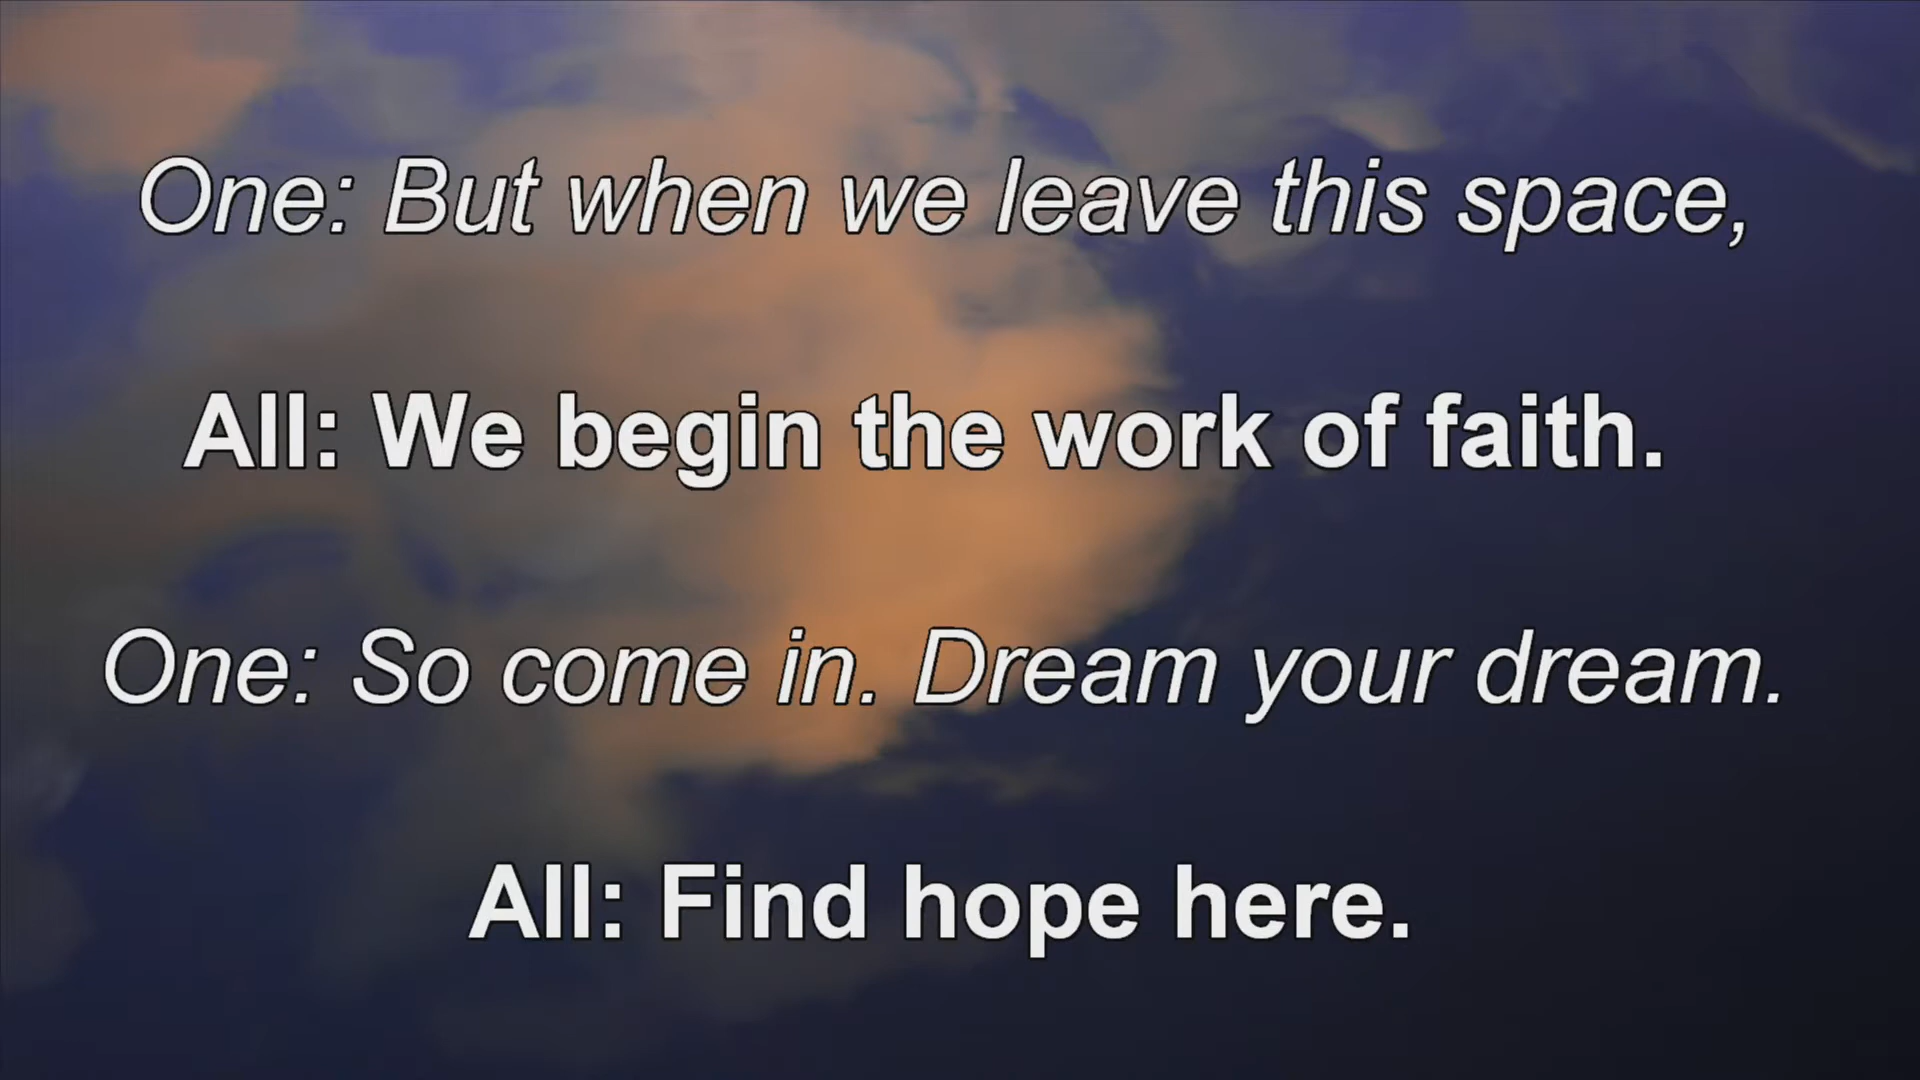 One: But when we leave this space,
All: We begin the work of faith.
One: So come in. Dream your dream.
All: Find hope here.